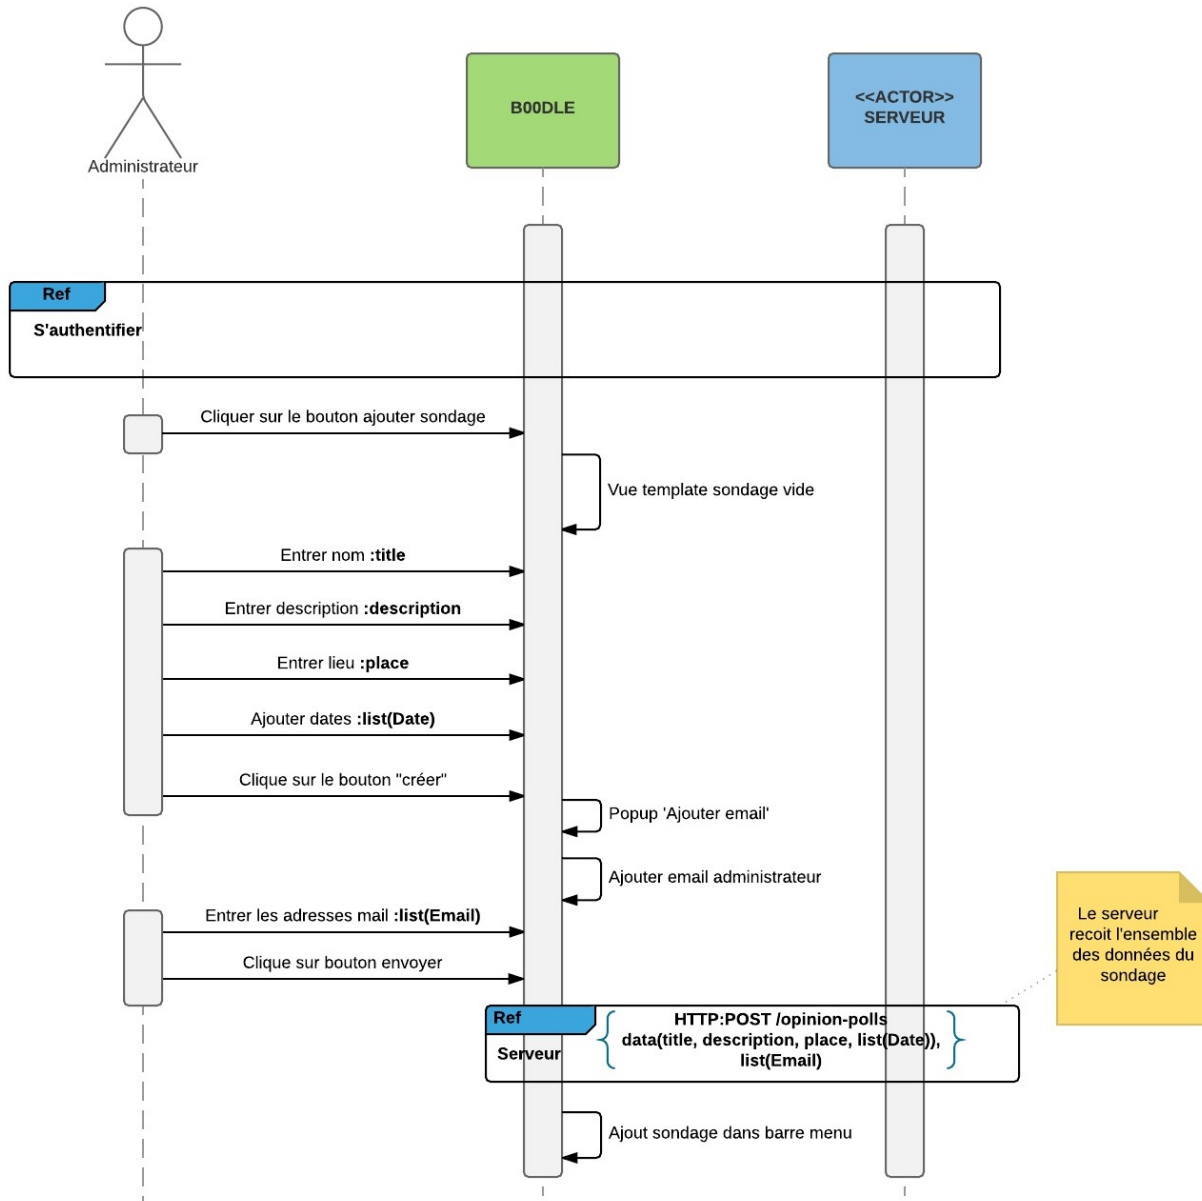 Administrateur
B00DLE
<<ACTOR>>
SERVEUR
Ref
S'authentifier
Cliquer sur le bouton ajouter sondage
Vue template sondage vide
Entrer nom :title
Entrer description :description
Entrer lieu :place
Ajouter dates :list(Date)
Clique sur le bouton "créer"
Popup 'Ajouter email'
Ajouter email administrateur
Entrer les adresses mail :list(Email)
Clique sur bouton envoyer
Le serveur
recoit l'ensemble
des données du
sondage
Ref
Serveur
HTTP:POST /opinion-polls
data(title, description, place, list(Date)),
list(Email)
Ajout sondage dans barre menu